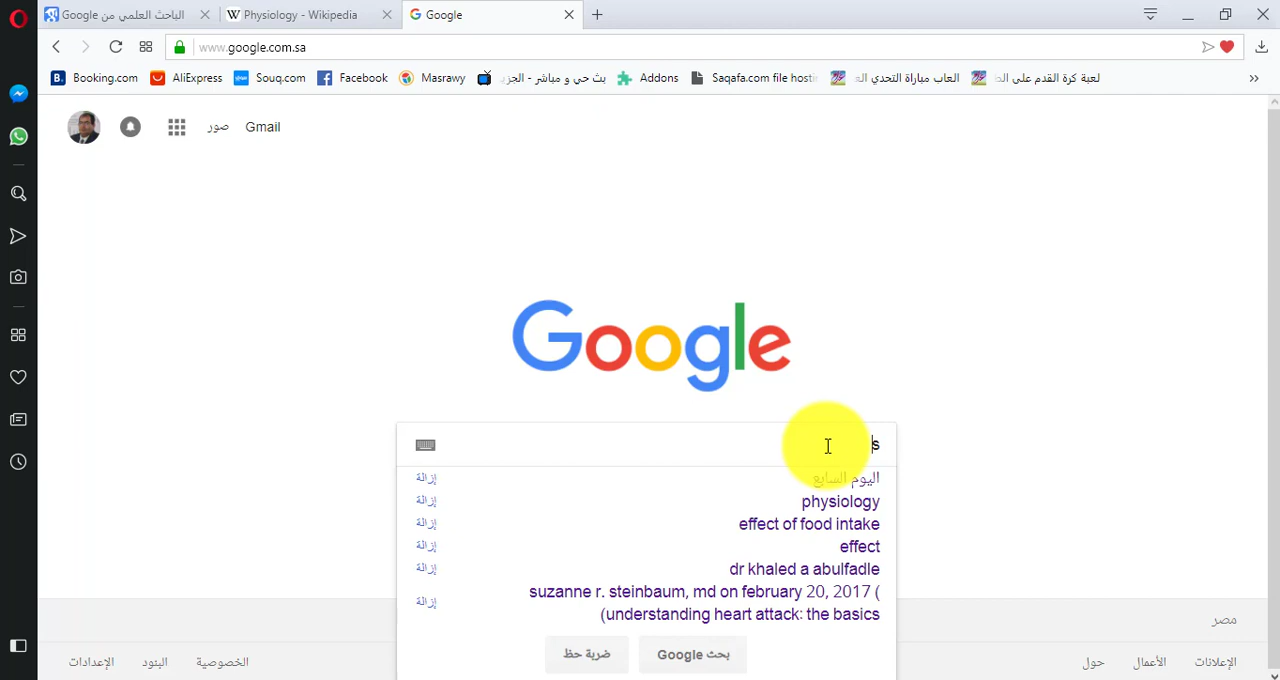 الباحث العلمي من Google
Physiology - Wikipedia
Google
www.google.com.sa
B. Booking.com
AliExpress
Souq.com
Facebook
Masrawy
بث حي و مباشر - الجز
Addons
Saqafa.com file hosti
العاب مباراة التحدي الع
لعبة كرة القدم على الط
صور
Gmail
Google
s
اليوم السابع
إزالة
physiology
إزالة
effect of food intake
إزالة
effect
إزالة
dr khaled a abulfadle
إزالة
suzanne r. steinbaum, md on february 20, 2017 (
(understanding heart attack: the basics
إزالة
بحث Google
ضربة حظ
مصر
الإعلانات
الأعمال
حول
الخصوصية
البنود
الإعدادات